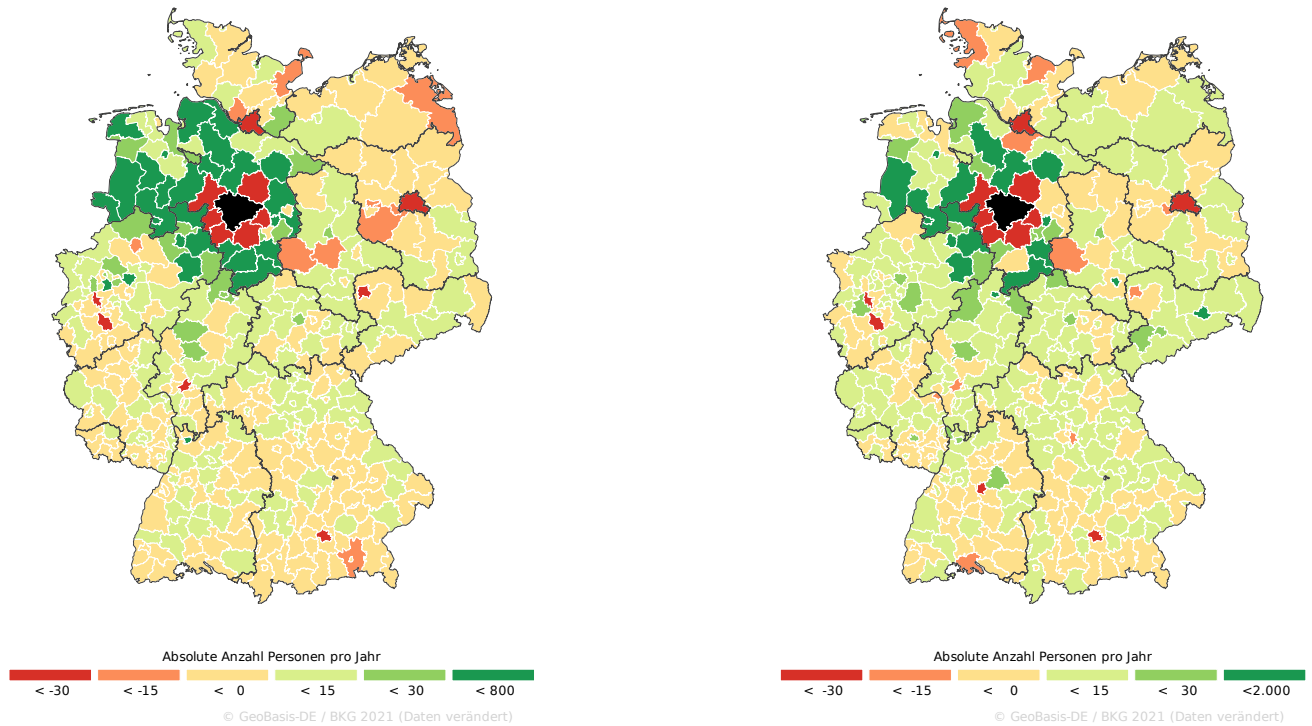 Absolute Anzahl Personen pro Jahr
< -30 < -15 < 0 < 15 < 30 < 800
© GeoBasis-DE / BKG 2021 (Daten verändert)
Absolute Anzahl Personen pro Jahr
< -30 < -15 < 0 < 15 < 30 <2.000
© GeoBasis-DE / BKG 2021 (Daten verändert)